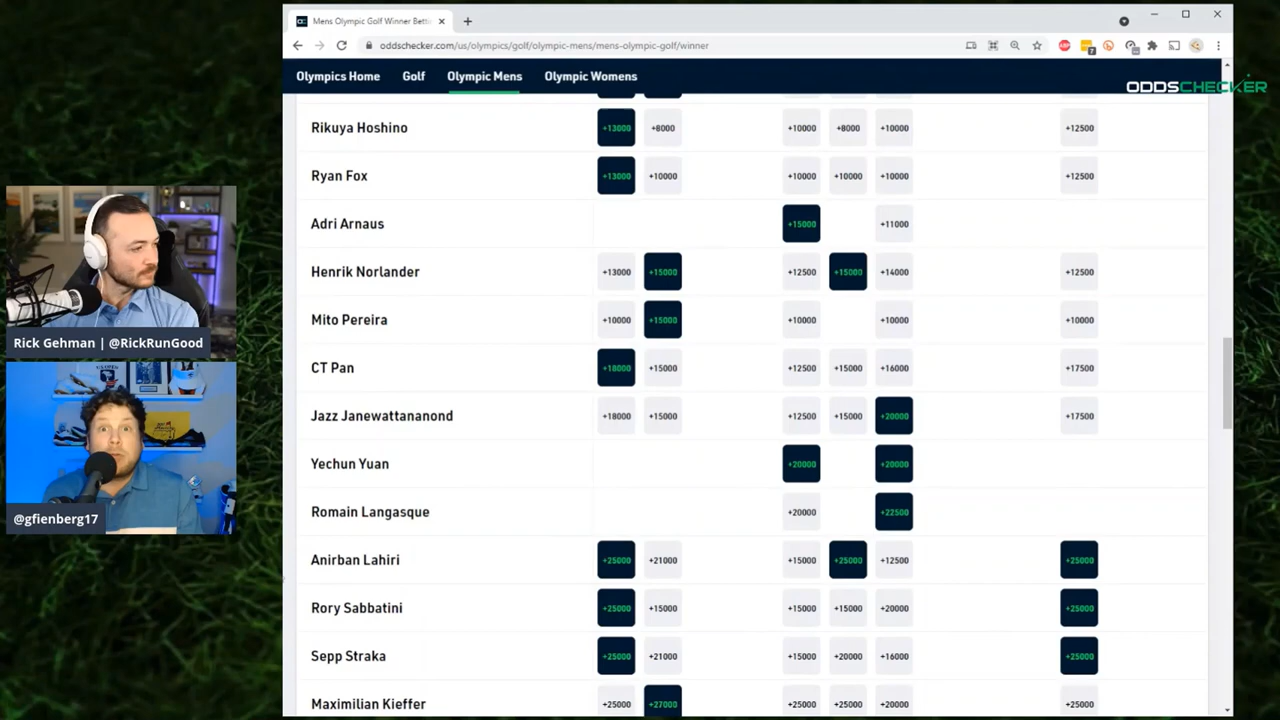 Mens Olympic Golf Winner Betti
oddschecker.com/us/olympics/golf/olympic-mens/mens-olympic-golf/winner
Olympics Home Golf Olympic Mens Olympic Womens
ODDSCHECKER
Rikuya Hoshino +13000 +8000 +10000 +8000 +10000 +12500
Ryan Fox +13000 +10000 +10000 +10000 +10000 +12500
Adri Arnaus +15000 +11000
Henrik Norlander +13000 +15000 +12500 +15000 +14000 +12500
Mito Pereira +10000 +15000 +10000 +10000 +10000
CT Pan +18000 +15000 +12500 +15000 +16000 +17500
Jazz Janewattananond +18000 +15000 +12500 +15000 +20000 +17500
Yechun Yuan +20000 +20000
Romain Langasque +20000 +22500
Anirban Lahiri +25000 +21000 +15000 +25000 +12500 +25000
Rory Sabbatini +25000 +15000 +15000 +15000 +20000 +25000
Sepp Straka +25000 +21000 +15000 +20000 +16000 +25000
Maximilian Kieffer +25000 +27000 +25000 +25000 +20000 +25000
Rick Gehman | @RickRunGood
@gfienberg17